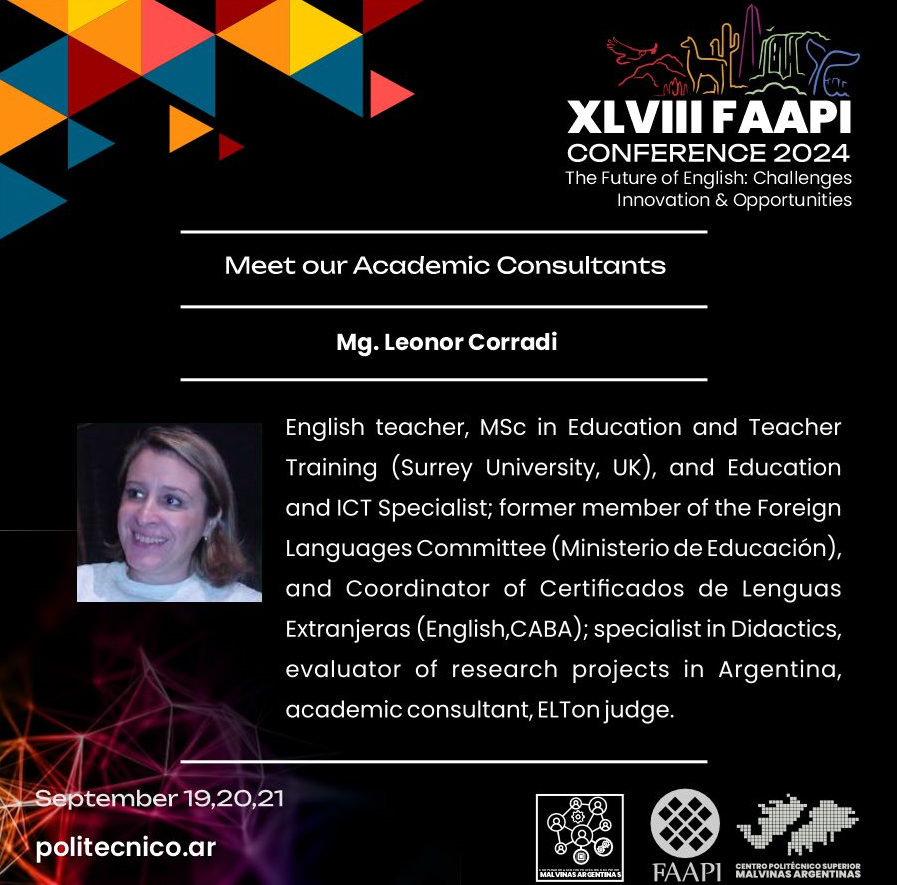 XLVIII FAAPI
CONFERENCE 2024
The Future of English: Challenges
Innovation & Opportunities
Meet our Academic Consultants
Mg. Leonor Corradi
English teacher, MSc in Education and Teacher
Training (Surrey University, UK), and Education
and ICT Specialist; former member of the Foreign
Languages Committee (Ministerio de Educación),
and Coordinator of Certificados de Lenguas
Extranjeras (English,CABA); specialist in Didactics,
evaluator of research projects in Argentina,
academic consultant, ELTon judge.
September 19,20,21
politecnico.ar
MALVINAS ARGENTINAS
FAAPI
CENTRO POLITÉCNICO SUPERIOR
MALVINAS ARGENTINAS